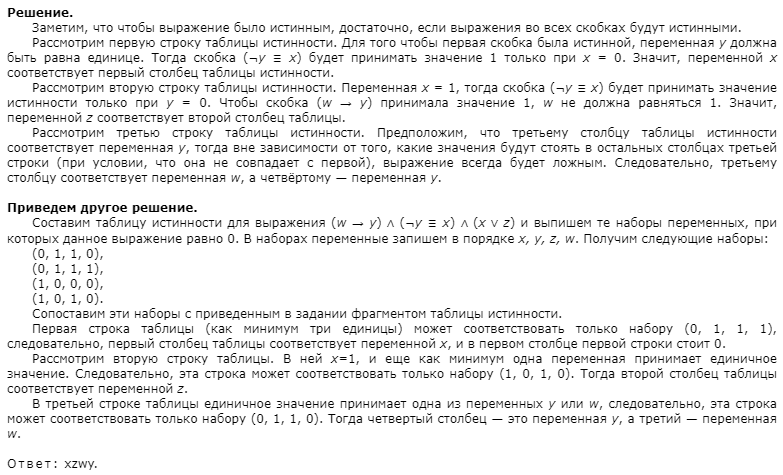 Решение.
Заметим, что чтобы выражение было истинным, достаточно, если выражения во всех скобках будут истинными.
Рассмотрим первую строку таблицы истинности. Для того чтобы первая скобка была истинной, переменная y должна
быть равна единице. Тогда скобка (¬y ≡ x) будет принимать значение 1 только при x = 0. Значит, переменной x
соответствует первый столбец таблицы истинности.
Рассмотрим вторую строку таблицы истинности. Переменная x = 1, тогда скобка (¬y ≡ x) будет принимать значение
истинности только при y = 0. Чтобы скобка (w → y) принимала значение 1, w не должна равняться 1. Значит,
переменной z соответствует второй столбец таблицы.
Рассмотрим третью строку таблицы истинности. Предположим, что третьему столбцу таблицы истинности
соответствует переменная y, тогда вне зависимости от того, какие значения будут стоять в остальных столбцах третьей
строки (при условии, что она не совпадает с первой), выражение всегда будет ложным. Следовательно, третьему
столбцу соответствует переменная w, а четвёртому — переменная y.
Приведем другое решение.
Составим таблицу истинности для выражения (w → y) ∧ (¬y ≡ x) ∧ (x ∨ z) и выпишем те наборы переменных, при
которых данное выражение равно 0. В наборах переменные запишем в порядке x, y, z, w. Получим следующие наборы:
(0, 1, 1, 0),
(0, 1, 1, 1),
(1, 0, 0, 0),
(1, 0, 1, 0).
Сопоставим эти наборы с приведенным в задании фрагментом таблицы истинности.
Первая строка таблицы (как минимум три единицы) может соответствовать только набору (0, 1, 1, 1),
следовательно, первый столбец таблицы соответствует переменной x, и в первом столбце первой строки стоит 0.
Рассмотрим вторую строку таблицы. В ней x=1, и еще как минимум одна переменная принимает единичное
значение. Следовательно, эта строка может соответствовать только набору (1, 0, 1, 0). Тогда второй столбец таблицы
соответствует переменной z.
В третьей строке таблицы единичное значение принимает одна из переменных y или w, следовательно, эта строка
может соответствовать только набору (0, 1, 1, 0). Тогда четвертый столбец — это переменная y, а третий — переменная
w.
Ответ: xzwy.